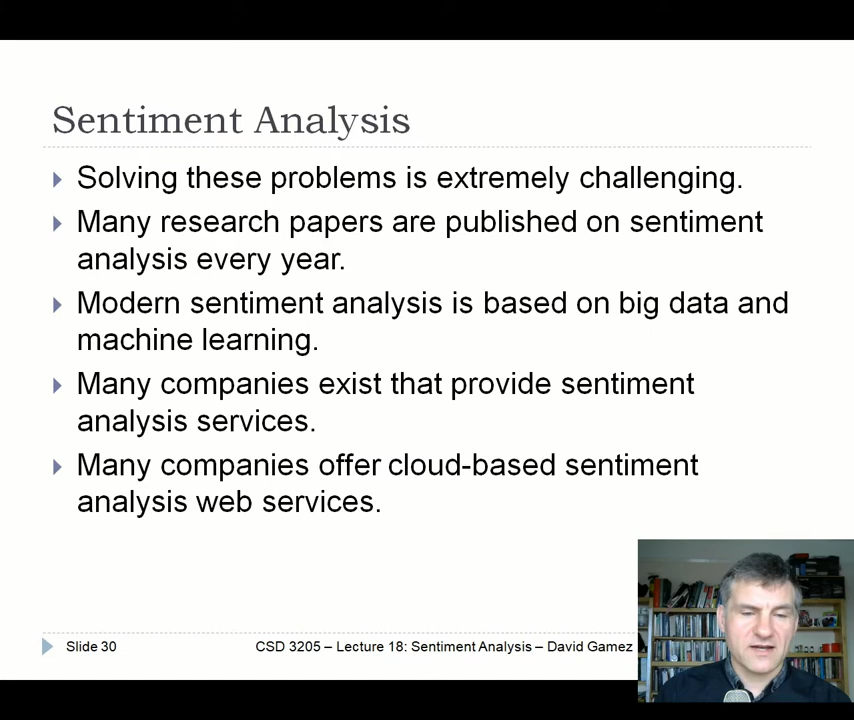 Sentiment Analysis
Solving these problems is extremely challenging.
Many research papers are published on sentiment
analysis every year.
Modern sentiment analysis is based on big data and
machine learning.
Many companies exist that provide sentiment
analysis services.
Many companies offer cloud-based sentiment
analysis web services.
Slide 30
CSD 3205 – Lecture 18: Sentiment Analysis – David Gamez